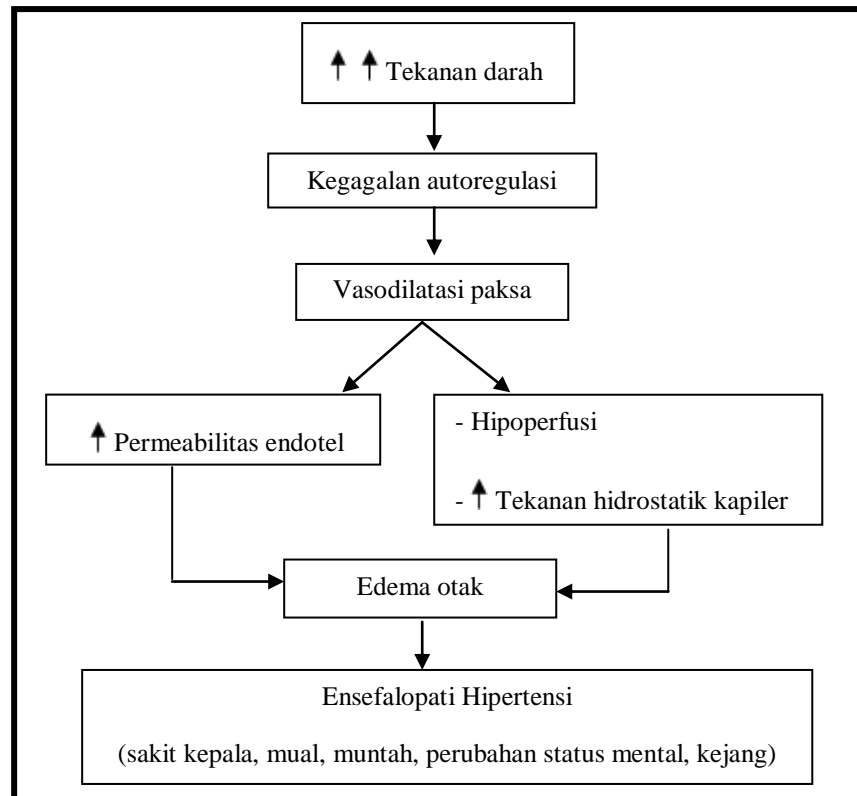 ↑ ↑ Tekanan darah
Kegagalan autoregulasi
Vasodilatasi paksa
↑ Permeabilitas endotel
- Hipoperfusi
- ↑ Tekanan hidrostatik kapiler
Edema otak
Ensefalopati Hipertensi
(sakit kepala, mual, muntah, perubahan status mental, kejang)